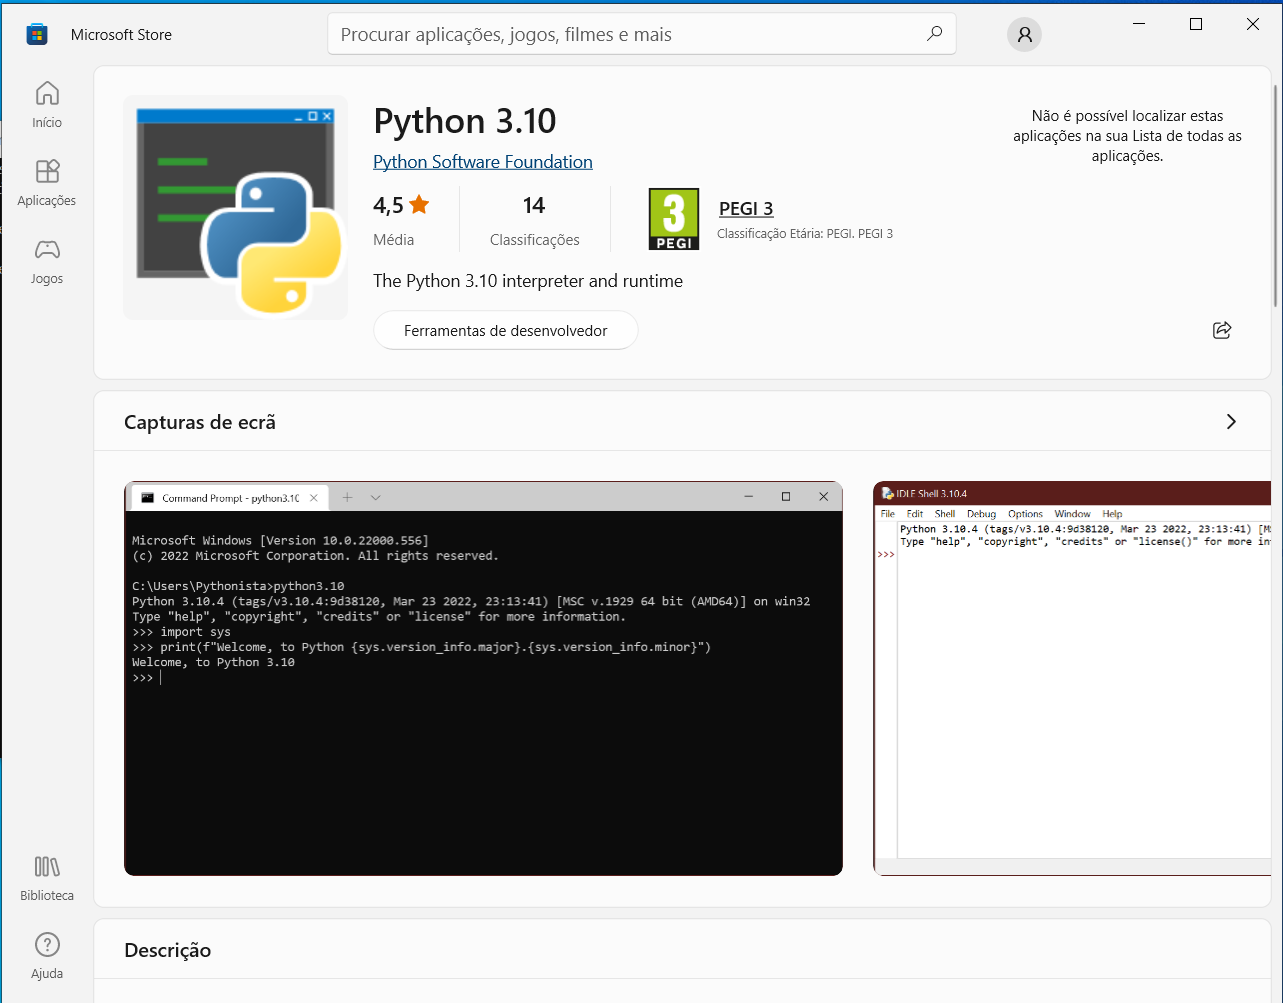 Microsoft Store
Procurar aplicações, jogos, filmes e mais
Início
Aplicações
Jogos
Biblioteca
Ajuda
Python 3.10
Python Software Foundation
4,5
Média
14
Classificações
3
PEGI
PEGI 3
Classificação Etária: PEGI. PEGI 3
The Python 3.10 interpreter and runtime
Ferramentas de desenvolvedor
Não é possível localizar estas
aplicações na sua Lista de todas as
aplicações.
Capturas de ecrã
Command Prompt - python3.10
Microsoft Windows [Version 10.0.22000.556]
(c) 2022 Microsoft Corporation. All rights reserved.
C:\Users\Pythonista>python3.10
Python 3.10.4 (tags/v3.10.4:9d38120, Mar 23 2022, 23:13:41) [MSC v.1929 64 bit (AMD64)] on win32
Type "help", "copyright", "credits" or "license" for more information.
>>> import sys
>>> print(f"Welcome, to Python {sys.version_info.major}.{sys.version_info.minor}")
Welcome, to Python 3.10
>>>
IDLE Shell 3.10.4
File Edit Shell Debug Options Window Help
Python 3.10.4 (tags/v3.10.4:9d38120, Mar 23 2022, 23:13:41) [M
Type "help", "copyright", "credits" or "license()" for more in
>>>
Descrição